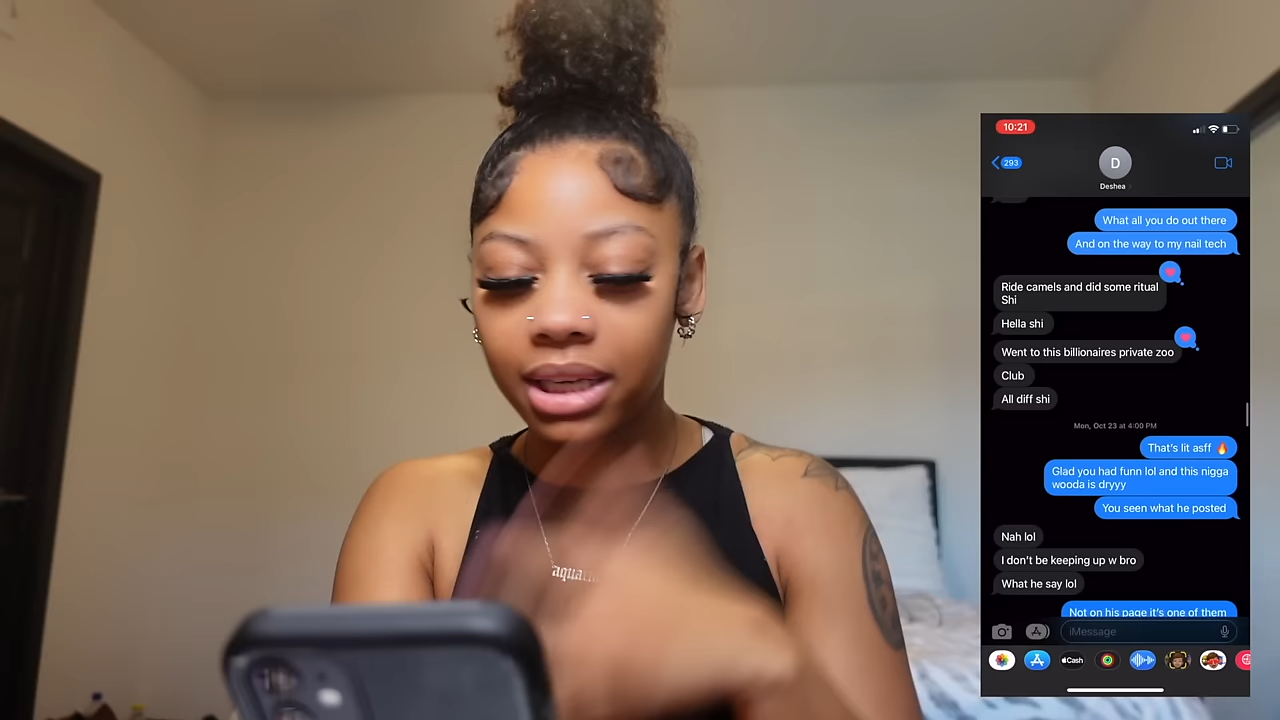 10:21
293
D
Deshea
What all you do out there
And on the way to my nail tech
Ride camels and did some ritual
Shi
Hella shi
Went to this billionaires private zoo
Club
All diff shi
Mon, Oct 23 at 4:00 PM
That's lit asff 🔥
Glad you had funn lol and this nigga
wooda is dryyy
You seen what he posted
Nah lol
I don't be keeping up w bro
What he say lol
Not on his page it's one of them
iMessage
Cash